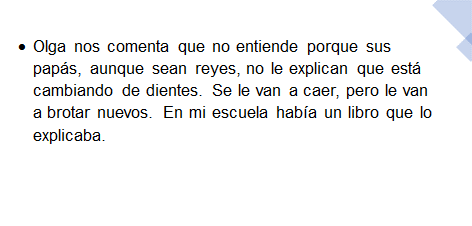 • Olga nos comenta que no entiende porque sus
papás, aunque sean reyes, no le explican que está
cambiando de dientes. Se le van a caer, pero le van
a brotar nuevos. En mi escuela había un libro que lo
explicaba.